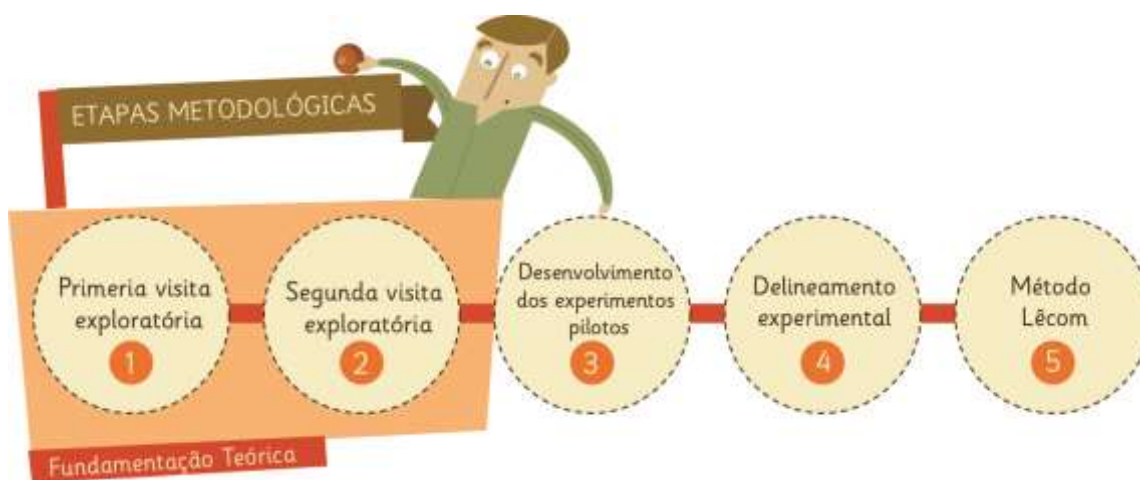 ETAPAS METODOLÓGICAS
Primeria visita
exploratória
1
Segunda visita
exploratória
2
Desenvolvimento
dos experimentos
pilotos
3
Delineamento
experimental
4
Método
Lêcom
5
Fundamentação Teórica